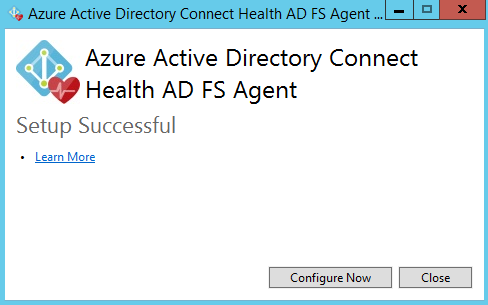 Azure Active Directory Connect Health AD FS Agent ...
Azure Active Directory Connect
Health AD FS Agent
Setup Successful
• Learn More
Configure Now
Close